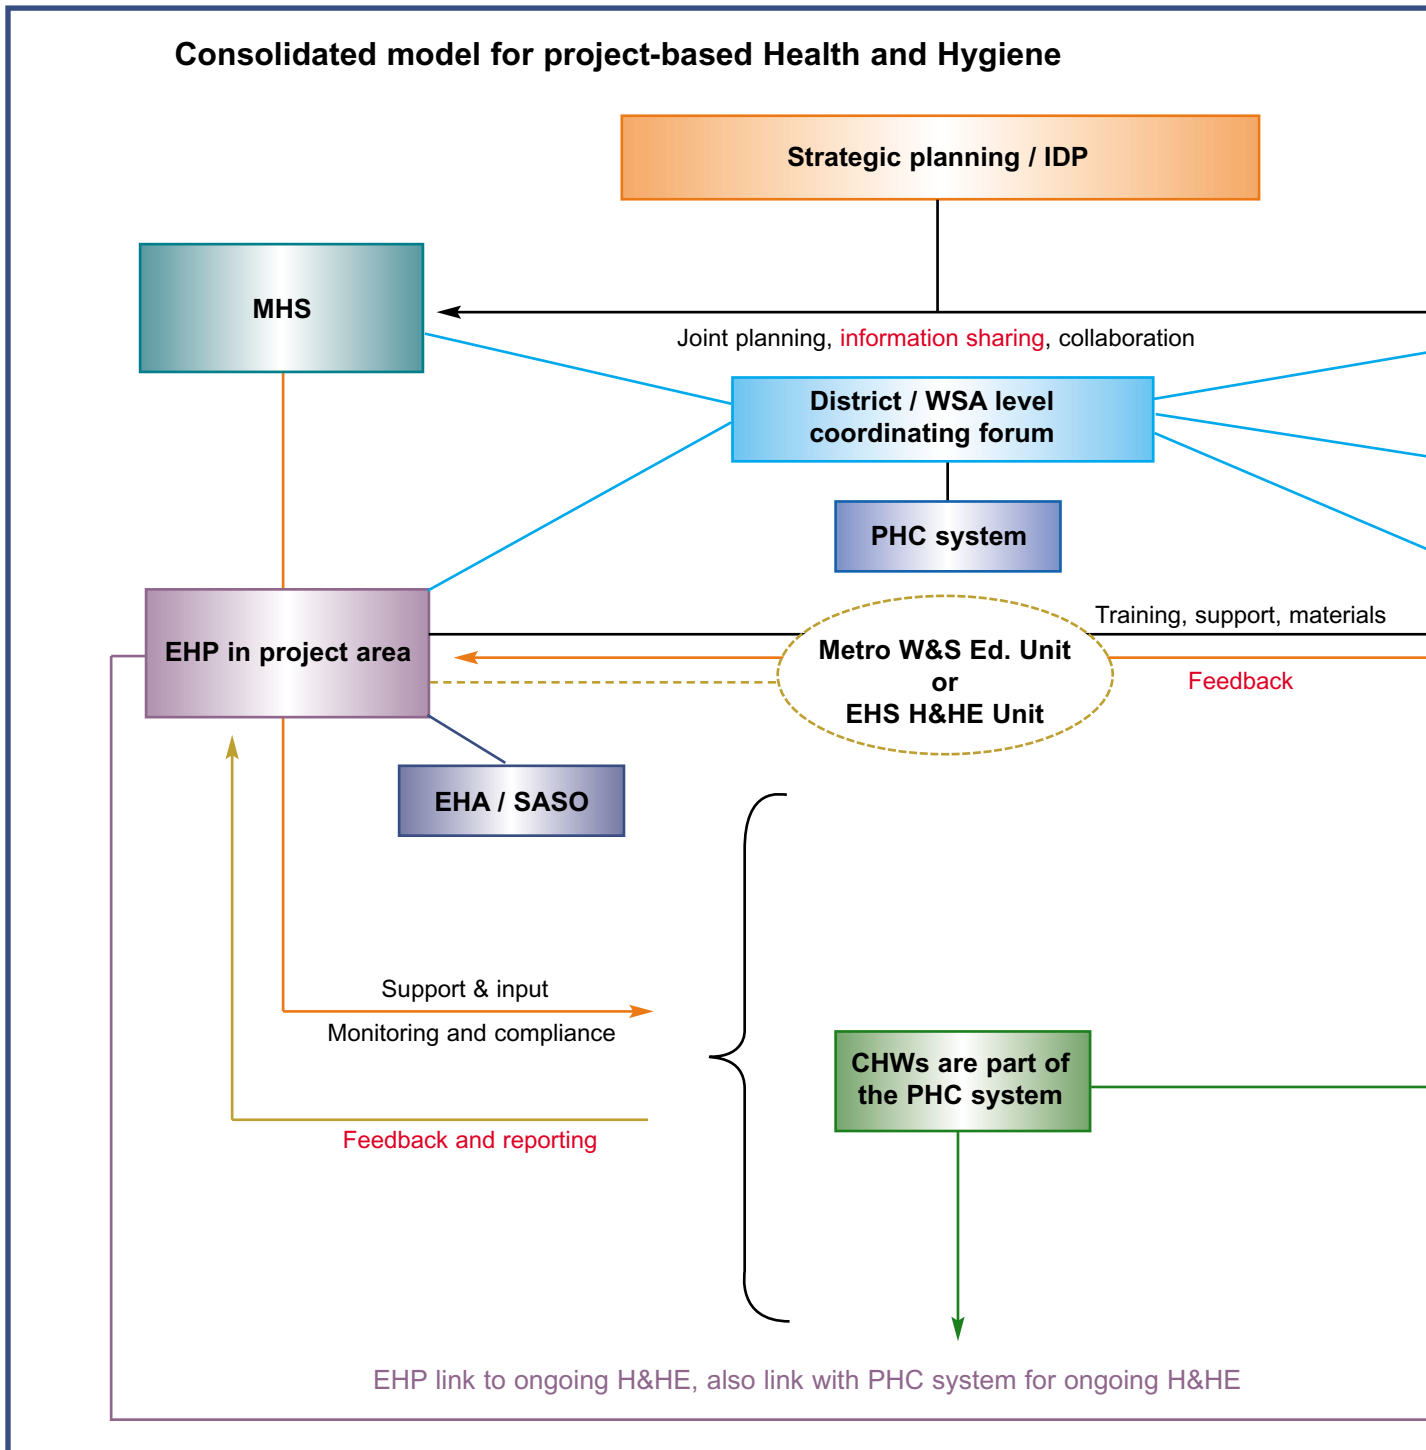 Consolidated model for project-based Health and Hygiene
Strategic planning / IDP
MHS
Joint planning, information sharing, collaboration
District / WSA level
coordinating forum
PHC system
Training, support, materials
EHP in project area
Metro W&S Ed. Unit
or
EHS H&HE Unit
Feedback
EHA / SASO
Support & input
Monitoring and compliance
CHWs are part of
the PHC system
Feedback and reporting
EHP link to ongoing H&HE, also link with PHC system for ongoing H&HE